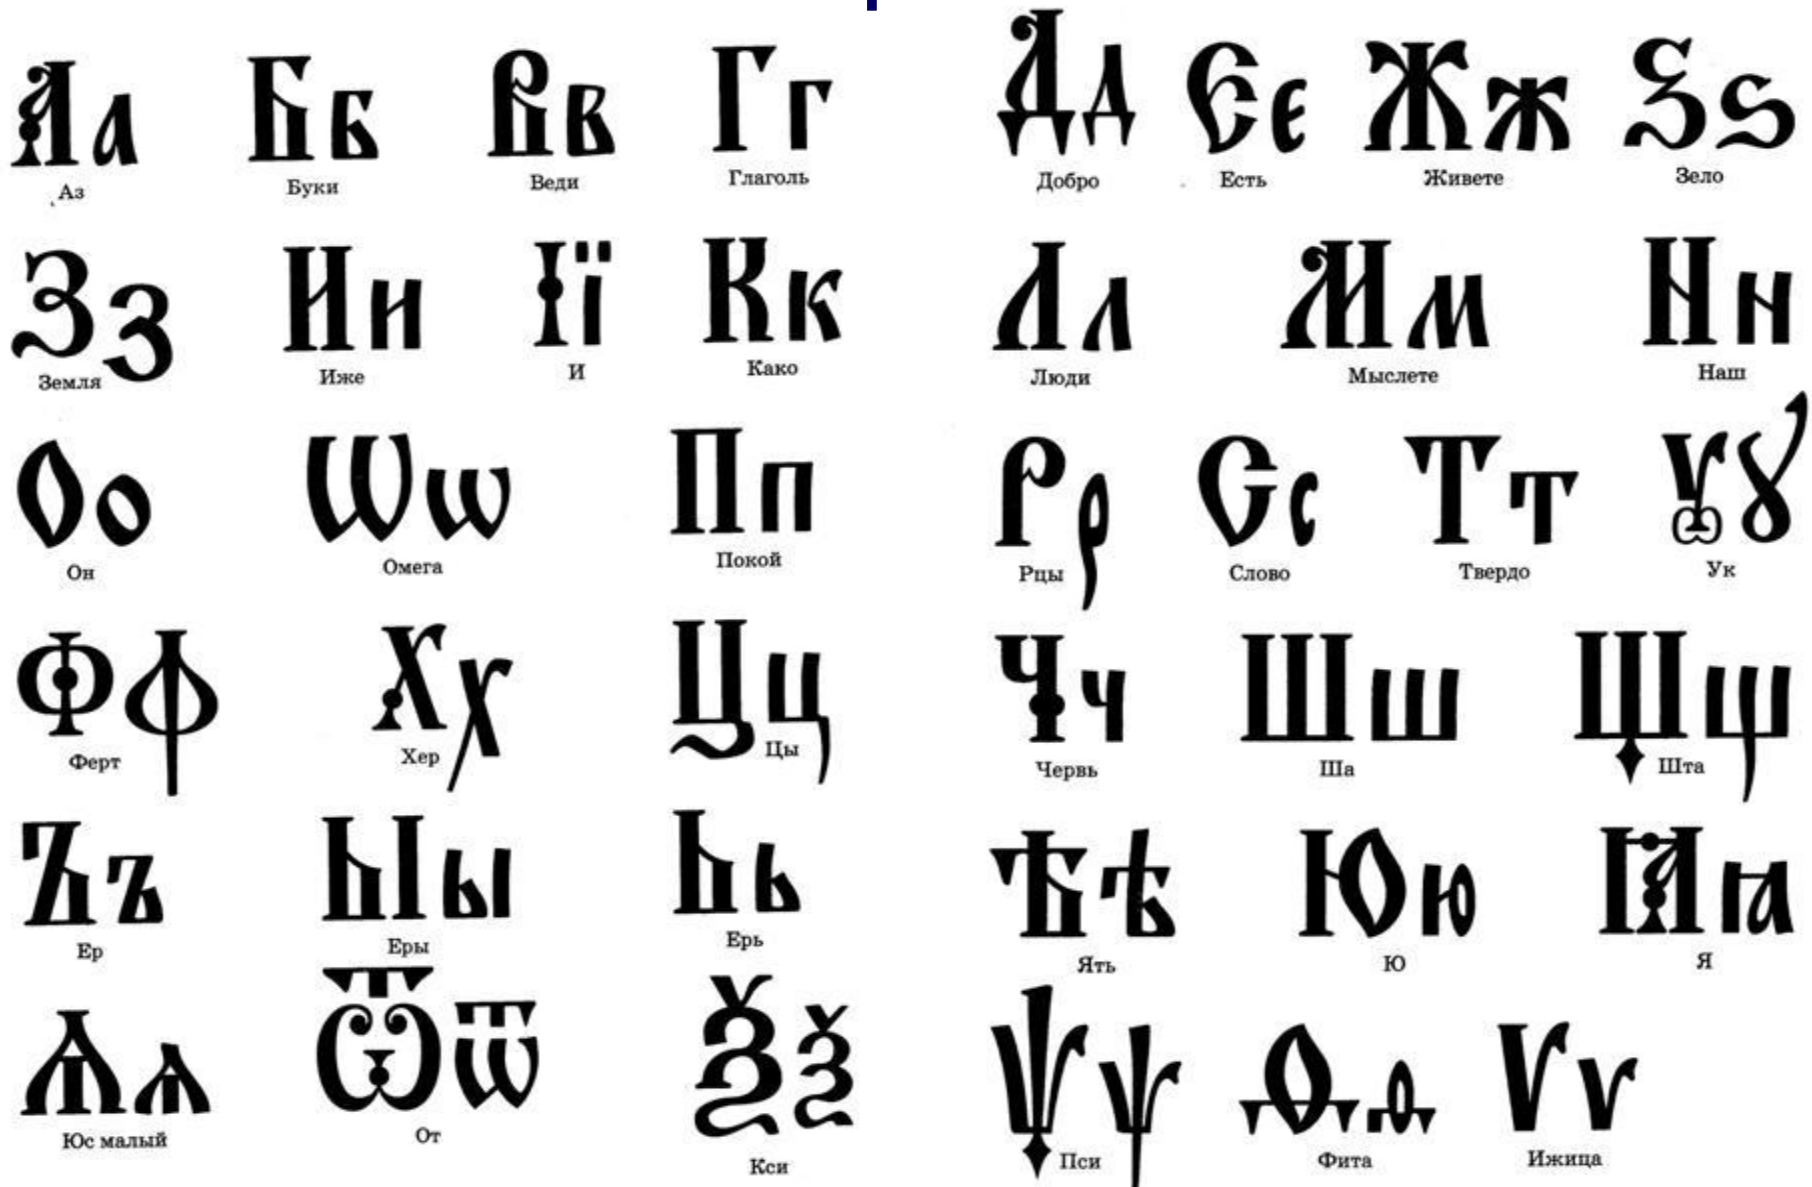 Аа Бб Вв Гг Дд Єє Жж Ѕѕ
Аз Буки Веди Глаголь Добро Есть Живете Зело
Зз Ии Її Кк Лл Мм Нн
Земля Иже И Како Люди Мыслете Наш
Оо Ѡѡ Пп Рр Сс Тт Ѹꙋ
Он Омега Покой Рцы Слово Твердо Ук
Фф Хх Цц Чч Шш Щщ
Ферт Хер Цы Червь Ша Шта
Ъъ Ыы Ьь Ѣѣ Юю Ꙗꙗ
Ер Еры Ерь Ять Ю Я
Ѧѧ Ѿѿ Ѯѯ Ѱѱ Ѳѳ Ѵѵ
Юс малый От Кси Пси Фита Ижица